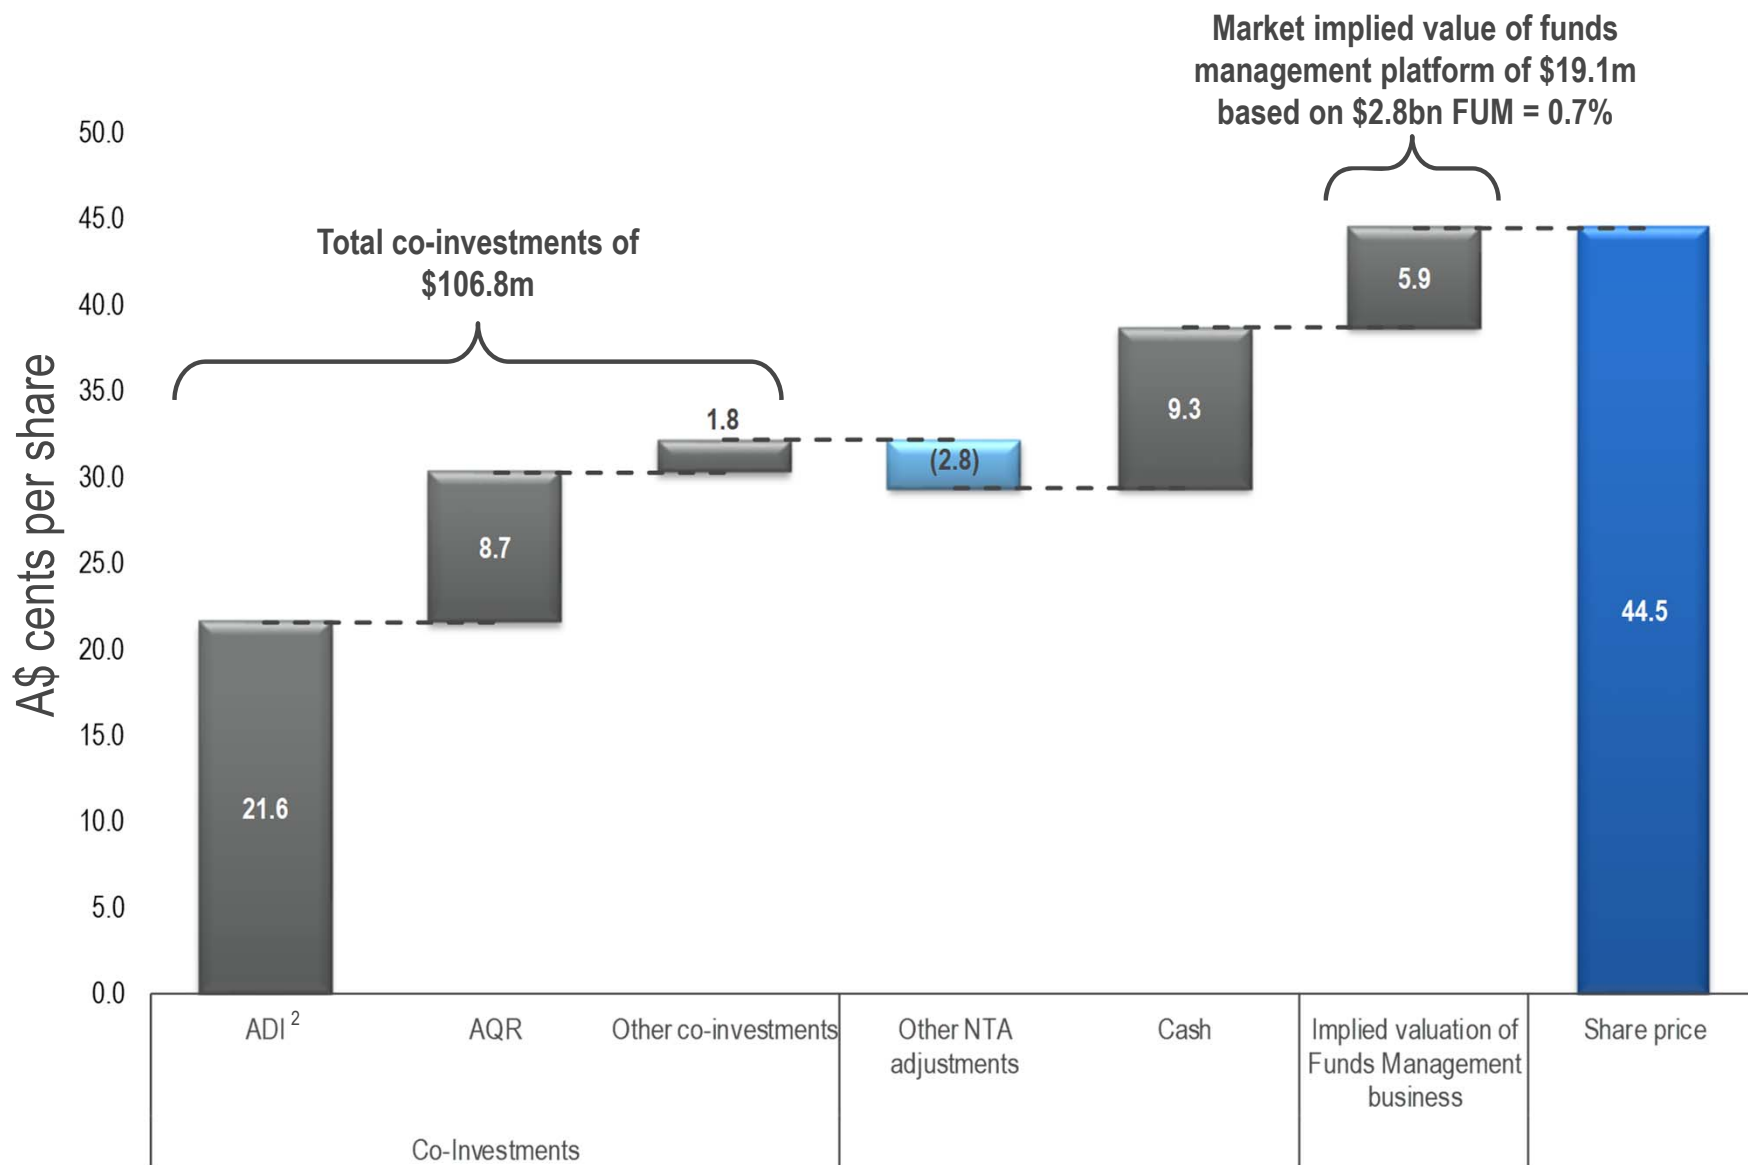 Market implied value of funds
management platform of $19.1m
based on $2.8bn FUM = 0.7%
Total co-investments of
$106.8m
A$ cents per share
50.0
45.0
40.0
35.0
30.0
25.0
20.0
15.0
10.0
5.0
0.0
21.6
8.7
1.8
(2.8)
9.3
5.9
44.5
ADI 2
AQR
Other co-investments
Other NTA
adjustments
Cash
Implied valuation of
Funds Management
business
Share price
Co-Investments